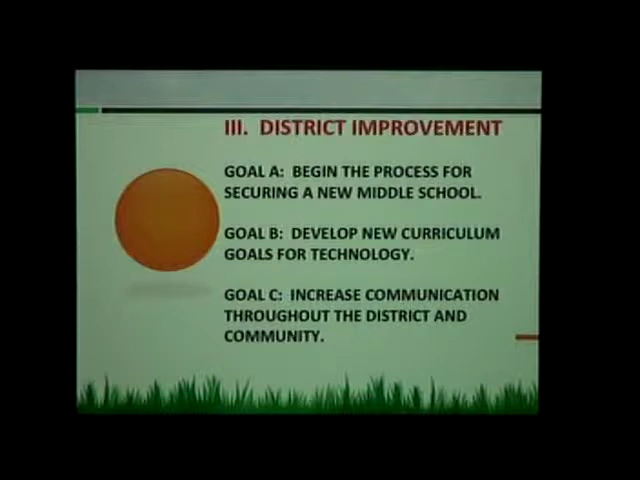 III. DISTRICT IMPROVEMENT
GOAL A: BEGIN THE PROCESS FOR
SECURING A NEW MIDDLE SCHOOL.
GOAL B: DEVELOP NEW CURRICULUM
GOALS FOR TECHNOLOGY.
GOAL C: INCREASE COMMUNICATION
THROUGHOUT THE DISTRICT AND
COMMUNITY.